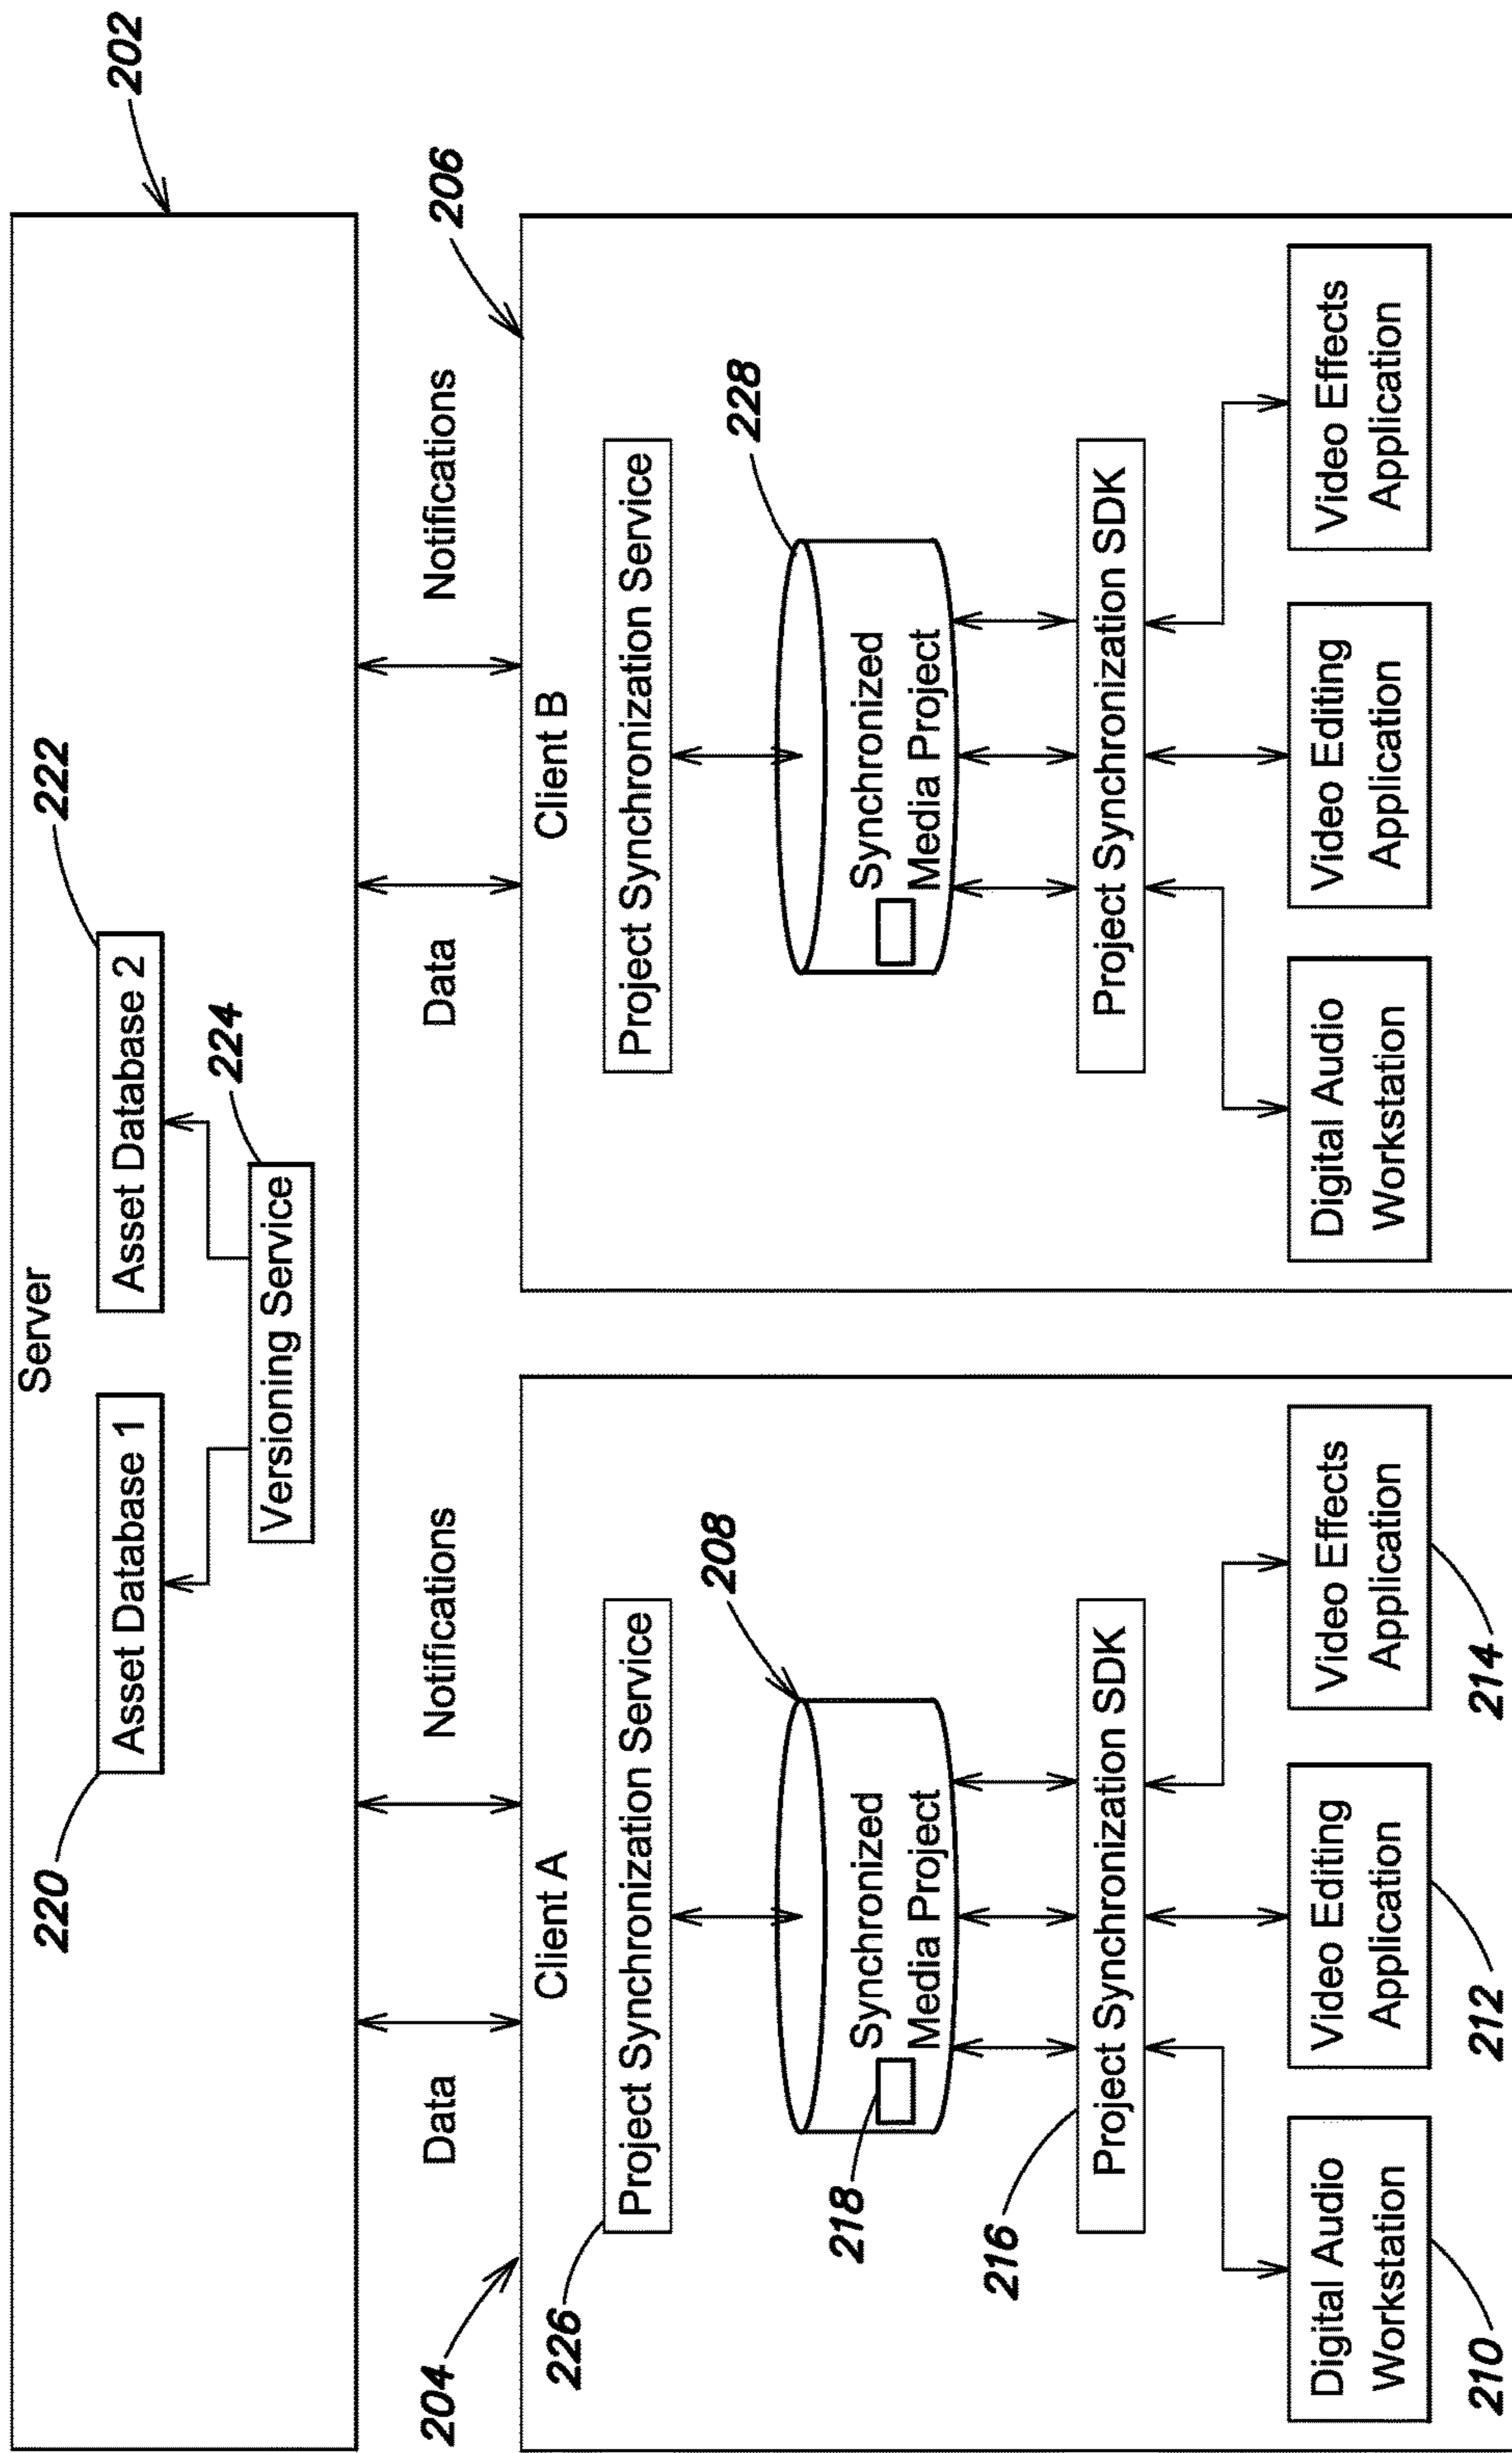 202
Server
220
Asset Database 1
Asset Database 2
222
Versioning Service
224
204
Data
Notifications
Data
Notifications
206
Client A
226
Project Synchronization Service
208
218
Synchronized
Media Project
216
Project Synchronization SDK
Digital Audio
Workstation
Video Editing
Application
Video Effects
Application
210
212
214
Client B
Project Synchronization Service
228
Synchronized
Media Project
Project Synchronization SDK
Digital Audio
Workstation
Video Editing
Application
Video Effects
Application